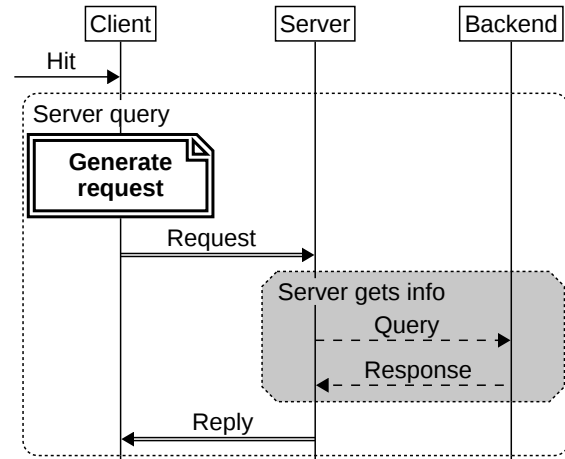 Client
Server
Backend
Hit
Server query
Generate
request
Request
Server gets info
Query
Response
Reply